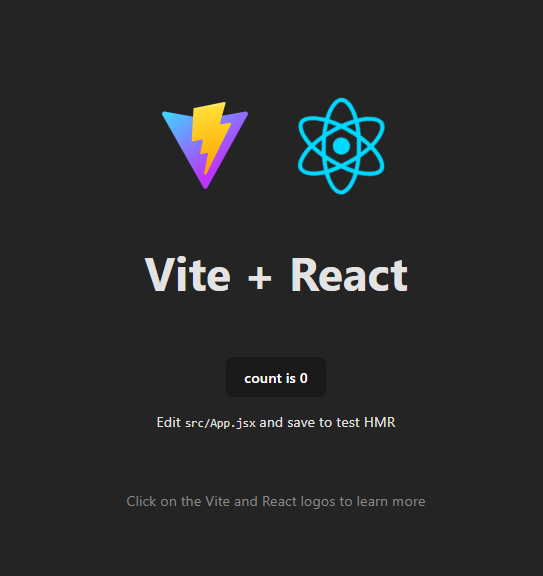 Vite + React
count is 0
Edit src/App.jsx and save to test HMR
Click on the Vite and React logos to learn more